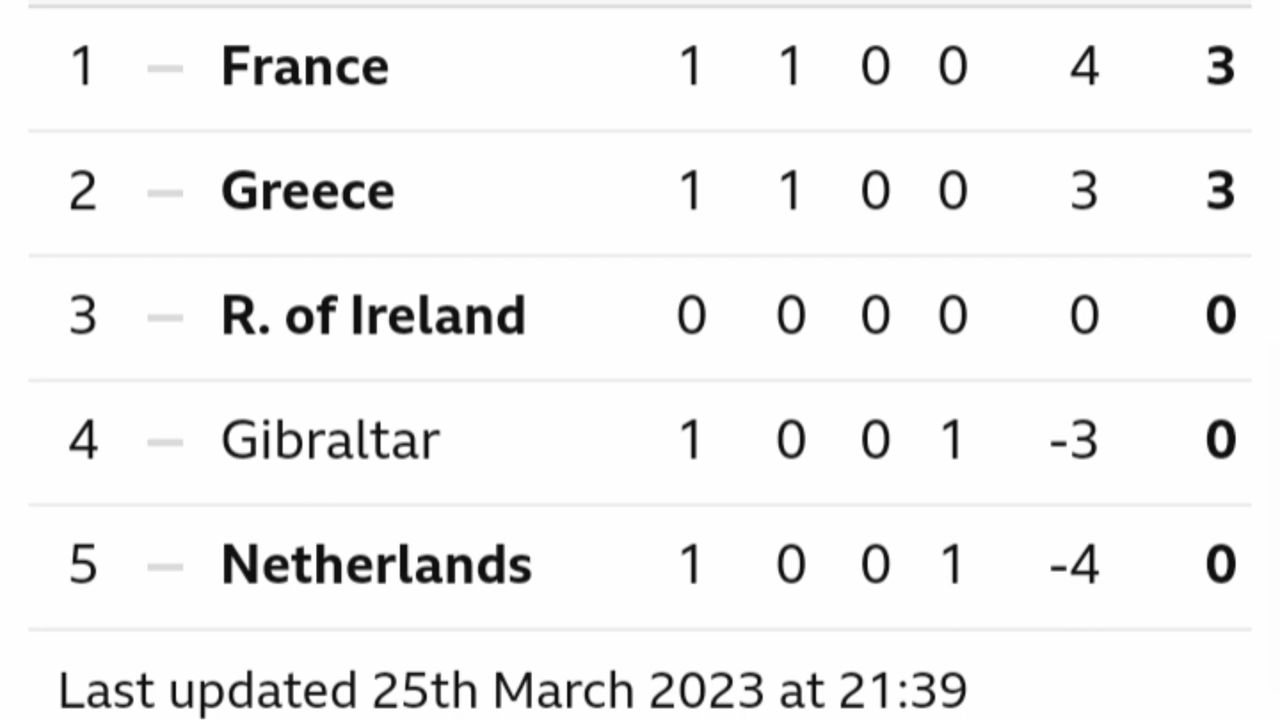 1 – France 1 1 0 0 4 3
2 – Greece 1 1 0 0 3 3
3 – R. of Ireland 0 0 0 0 0 0
4 – Gibraltar 1 0 0 1 -3 0
5 – Netherlands 1 0 0 1 -4 0
Last updated 25th March 2023 at 21:39